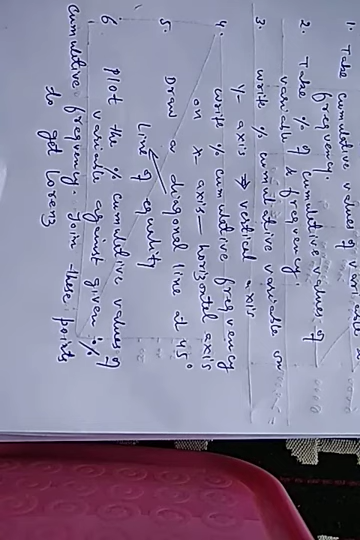 1. Take cumulative values of variable &
frequency.
2. Take % of cumulative values of
variable & frequency
3. write % cumulative variable on
y- axis ⇒ vertical axis
4. write % cumulative frequency
on x- axis - horizontal axis
5. Draw a diagonal line at 45°
line of equality
6. plot the % cumulative values of
variable against given %
cumulative frequency. Join these points
to get Lorenz